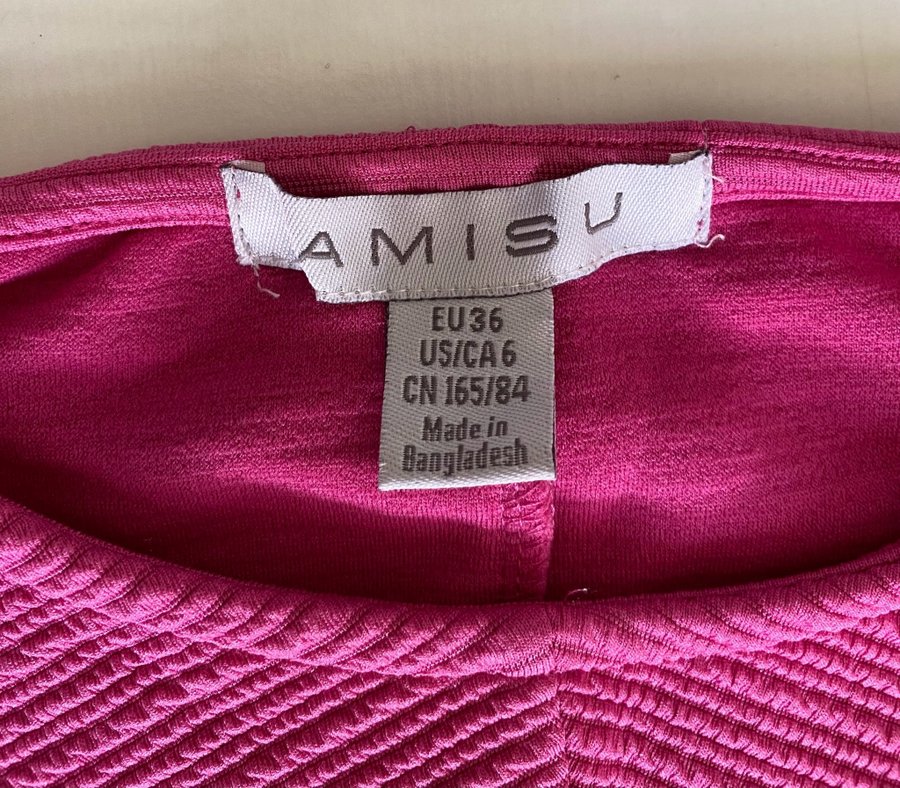 AMISU
EU 36
US/CA 6
CN 165/84
Made in
Bangladesh